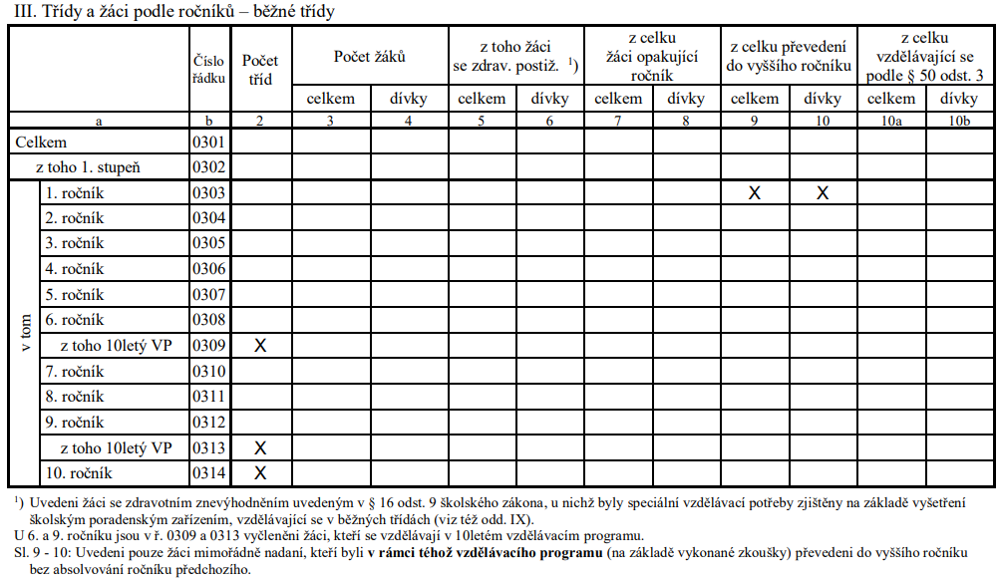 III. Třídy a žáci podle ročníků – běžné třídy
Číslo řádku Počet tříd Počet žáků z toho žáci se zdrav. postiž. ¹) z celku žáci opakující ročník z celku převedení do vyššího ročníku z celku vzdělávající se podle § 50 odst. 3
celkem dívky celkem dívky celkem dívky celkem dívky celkem dívky
a b 2 3 4 5 6 7 8 9 10 10a 10b
Celkem 0301
z toho 1. stupeň 0302
v tom
1. ročník 0303 X X
2. ročník 0304
3. ročník 0305
4. ročník 0306
5. ročník 0307
6. ročník 0308
z toho 10letý VP 0309 X
7. ročník 0310
8. ročník 0311
9. ročník 0312
z toho 10letý VP 0313 X
10. ročník 0314 X
¹) Uvedeni žáci se zdravotním znevýhodněním uvedeným v § 16 odst. 9 školského zákona, u nichž byly speciální vzdělávací potřeby zjištěny na základě vyšetření
školským poradenským zařízením, vzdělávající se v běžných třídách (viz též odd. IX).
U 6. a 9. ročníku jsou v ř. 0309 a 0313 vyčleněni žáci, kteří se vzdělávají v 10letém vzdělávacím programu.
Sl. 9 - 10: Uvedeni pouze žáci mimořádně nadaní, kteří byli v rámci téhož vzdělávacího programu (na základě vykonané zkoušky) převedeni do vyššího ročníku
bez absolvování ročníku předchozího.